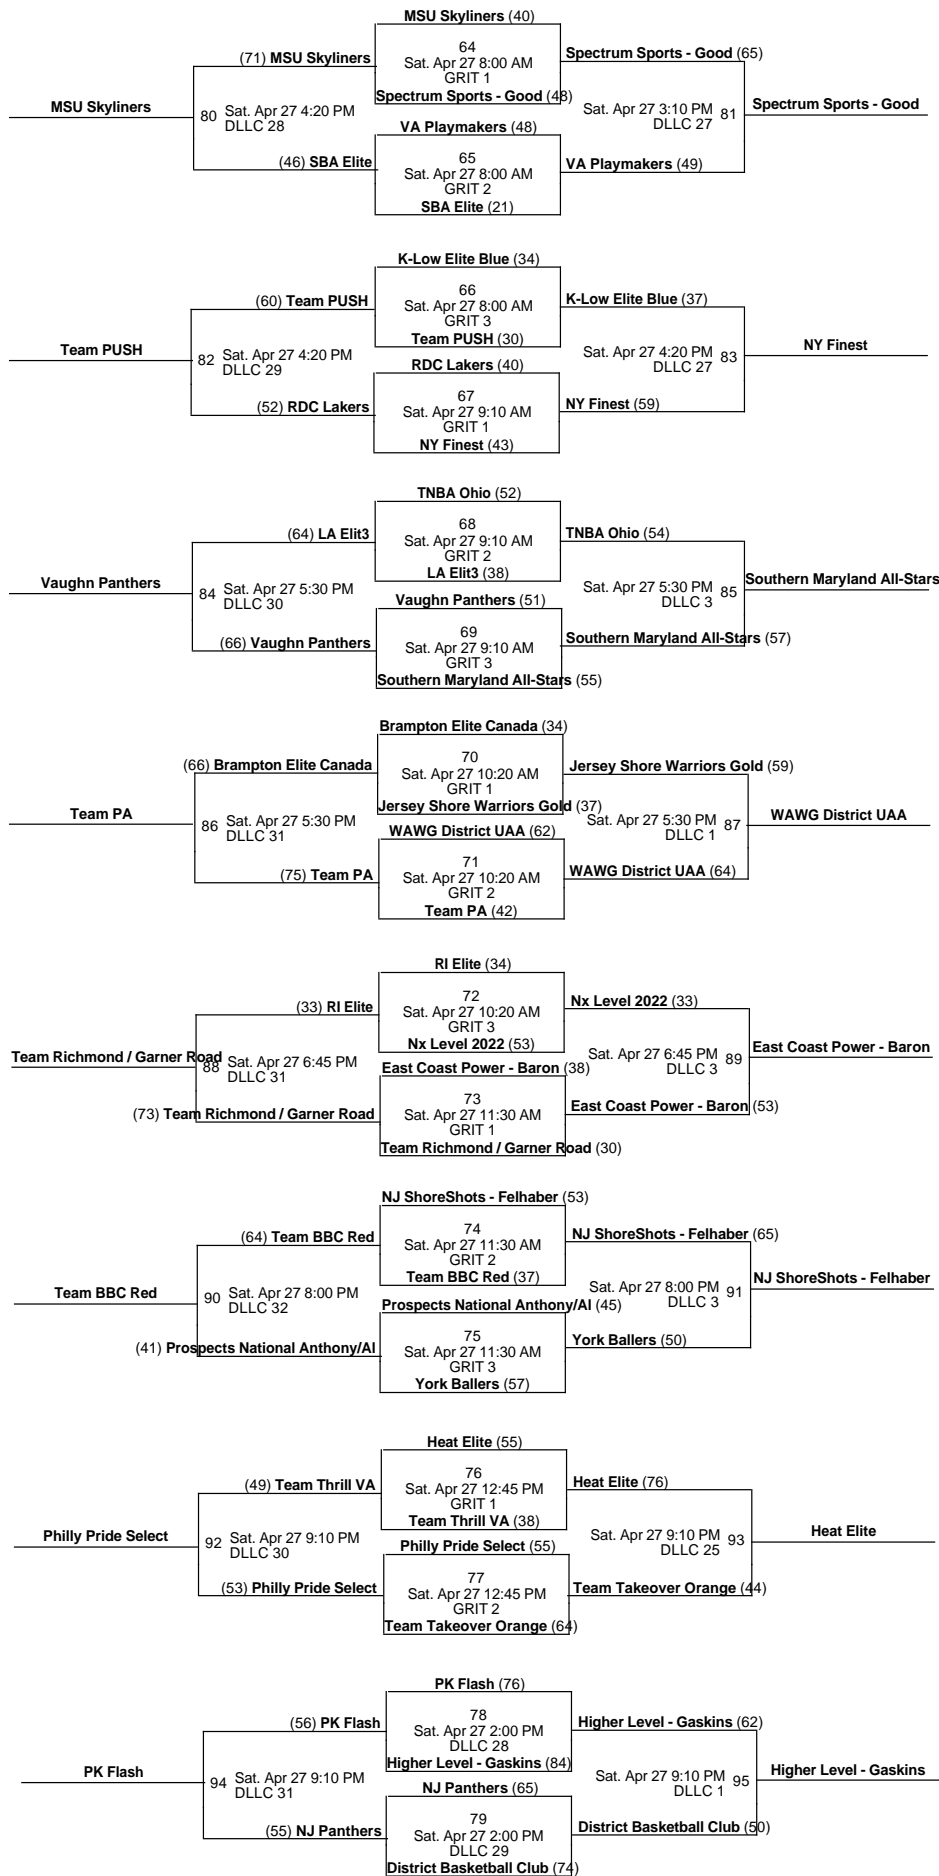 MSU Skyliners (40)
64
Sat. Apr 27 8:00 AM
GRIT 1
Spectrum Sports - Good (48)
(71) MSU Skyliners
Spectrum Sports - Good (65)
MSU Skyliners
80 Sat. Apr 27 4:20 PM
DLLC 28
Sat. Apr 27 3:10 PM 81
DLLC 27
Spectrum Sports - Good
VA Playmakers (48)
65
Sat. Apr 27 8:00 AM
GRIT 2
SBA Elite (21)
(46) SBA Elite
VA Playmakers (49)
K-Low Elite Blue (34)
66
Sat. Apr 27 8:00 AM
GRIT 3
Team PUSH (30)
(60) Team PUSH
K-Low Elite Blue (37)
Team PUSH
82 Sat. Apr 27 4:20 PM
DLLC 29
Sat. Apr 27 4:20 PM 83
DLLC 27
NY Finest
RDC Lakers (40)
67
Sat. Apr 27 9:10 AM
GRIT 1
NY Finest (43)
(52) RDC Lakers
NY Finest (59)
TNBA Ohio (52)
68
Sat. Apr 27 9:10 AM
GRIT 2
LA Elit3 (38)
(64) LA Elit3
TNBA Ohio (54)
Vaughn Panthers
84 Sat. Apr 27 5:30 PM
DLLC 30
Sat. Apr 27 5:30 PM 85
DLLC 3
Southern Maryland All-Stars
Vaughn Panthers (51)
69
Sat. Apr 27 9:10 AM
GRIT 3
Southern Maryland All-Stars (55)
(66) Vaughn Panthers
Southern Maryland All-Stars (57)
Brampton Elite Canada (34)
70
Sat. Apr 27 10:20 AM
GRIT 1
Jersey Shore Warriors Gold (37)
(66) Brampton Elite Canada
Jersey Shore Warriors Gold (59)
Team PA
86 Sat. Apr 27 5:30 PM
DLLC 31
Sat. Apr 27 5:30 PM 87
DLLC 1
WAWG District UAA
WAWG District UAA (62)
71
Sat. Apr 27 10:20 AM
GRIT 2
Team PA (42)
(75) Team PA
WAWG District UAA (64)
RI Elite (34)
72
Sat. Apr 27 10:20 AM
GRIT 3
Nx Level 2022 (53)
(33) RI Elite
Nx Level 2022 (33)
Team Richmond / Garner Road
88 Sat. Apr 27 6:45 PM
DLLC 31
Sat. Apr 27 6:45 PM 89
DLLC 3
East Coast Power - Baron
East Coast Power - Baron (38)
73
Sat. Apr 27 11:30 AM
GRIT 1
Team Richmond / Garner Road (30)
(73) Team Richmond / Garner Road
East Coast Power - Baron (53)
NJ ShoreShots - Felhaber (53)
74
Sat. Apr 27 11:30 AM
GRIT 2
Team BBC Red (37)
(64) Team BBC Red
NJ ShoreShots - Felhaber (65)
Team BBC Red
90 Sat. Apr 27 8:00 PM
DLLC 32
Sat. Apr 27 8:00 PM 91
DLLC 3
NJ ShoreShots - Felhaber
Prospects National Anthony/Al (45)
75
Sat. Apr 27 11:30 AM
GRIT 3
York Ballers (57)
(41) Prospects National Anthony/Al
York Ballers (50)
Heat Elite (55)
76
Sat. Apr 27 12:45 PM
GRIT 1
Team Thrill VA (38)
(49) Team Thrill VA
Heat Elite (76)
Philly Pride Select
92 Sat. Apr 27 9:10 PM
DLLC 30
Sat. Apr 27 9:10 PM 93
DLLC 25
Heat Elite
Philly Pride Select (55)
77
Sat. Apr 27 12:45 PM
GRIT 2
Team Takeover Orange (64)
(53) Philly Pride Select
Team Takeover Orange (44)
PK Flash (76)
78
Sat. Apr 27 2:00 PM
DLLC 28
Higher Level - Gaskins (84)
(56) PK Flash
Higher Level - Gaskins (62)
PK Flash
94 Sat. Apr 27 9:10 PM
DLLC 31
Sat. Apr 27 9:10 PM 95
DLLC 1
Higher Level - Gaskins
NJ Panthers (65)
79
Sat. Apr 27 2:00 PM
DLLC 29
District Basketball Club (74)
(55) NJ Panthers
District Basketball Club (50)